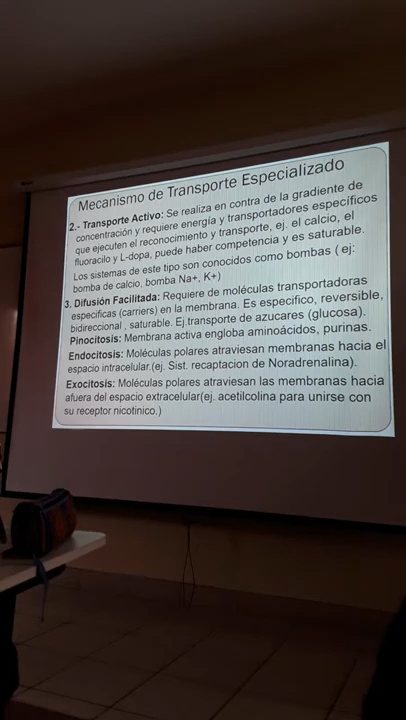 Mecanismo de Transporte Especializado
2.- Transporte Activo: Se realiza en contra de la gradiente de
concentración y requiere energía y transportadores específicos
que ejecuten el reconocimiento y transporte, ej. el calcio, el
fluoracilo y L-dopa, puede haber competencia y es saturable.
Los sistemas de este tipo son conocidos como bombas ( ej:
bomba de calcio, bomba Na+, K+)
3. Difusión Facilitada: Requiere de moléculas transportadoras
especificas (carriers) en la membrana. Es especifico, reversible,
bidireccional , saturable. Ej.transporte de azucares (glucosa).
Pinocitosis: Membrana activa engloba aminoácidos, purinas.
Endocitosis: Moléculas polares atraviesan membranas hacia el
espacio intracelular.(ej. Sist. recaptacion de Noradrenalina).
Exocitosis: Moléculas polares atraviesan las membranas hacia
afuera del espacio extracelular(ej. acetilcolina para unirse con
su receptor nicotinico.)